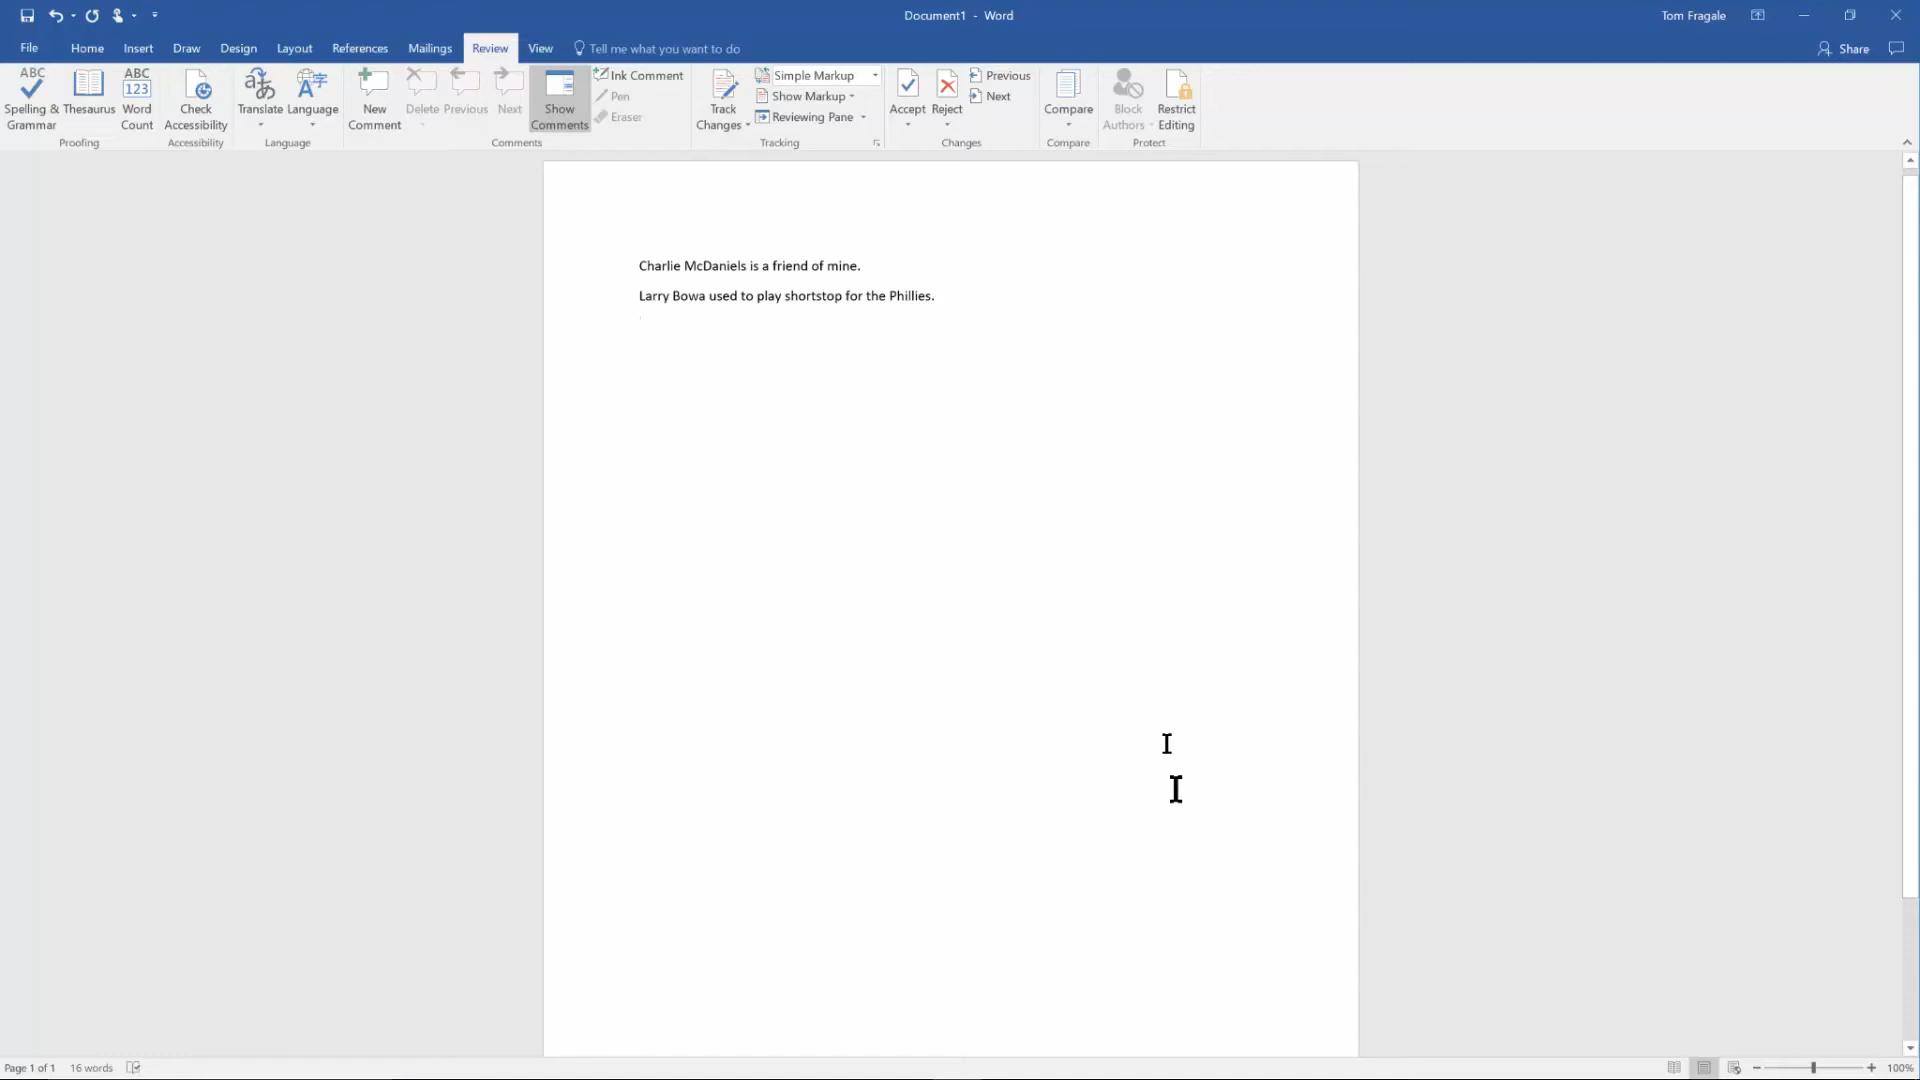 Document1 - Word
Tom Fragale
File Home Insert Draw Design Layout References Mailings Review View Tell me what you want to do Share
ABC Spelling & Grammar
Thesaurus
ABC 123 Word Count
Proofing
Check Accessibility
Accessibility
Translate
Language
Language
New Comment
Delete
Previous
Next
Show Comments
Ink Comment
Pen
Eraser
Comments
Track Changes
Simple Markup
Show Markup
Reviewing Pane
Tracking
Accept
Reject
Previous
Next
Changes
Compare
Compare
Block Authors
Restrict Editing
Protect
Charlie McDaniels is a friend of mine.
Larry Bowa used to play shortstop for the Phillies.
Page 1 of 1 16 words 100%